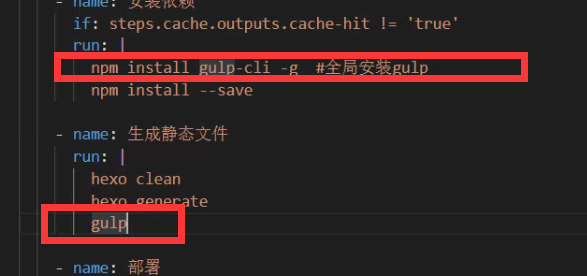 - name: 安装依赖
if: steps.cache.outputs.cache-hit != 'true'
run: |
npm install gulp-cli -g  #全局安装gulp
npm install --save
- name: 生成静态文件
run: |
hexo clean
hexo generate
gulp
- name: 部署